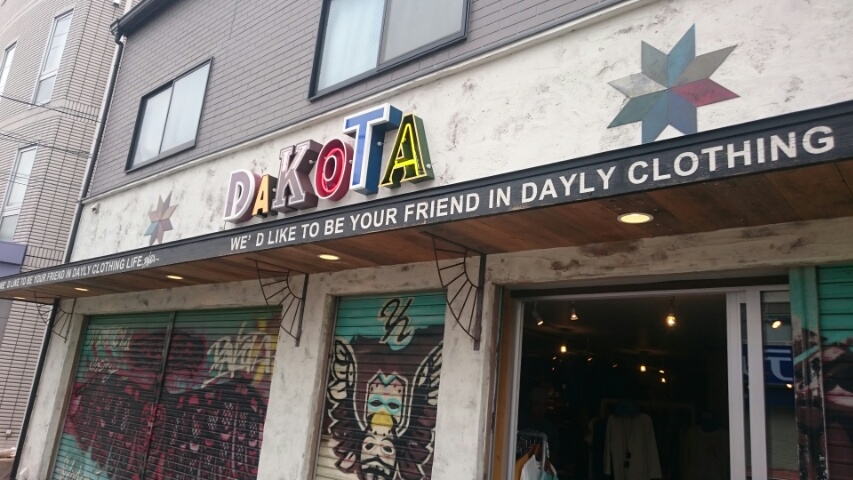 DAKOTA
WE' D LIKE TO BE YOUR FRIEND IN DAYLY CLOTHING
WE' D LIKE TO BE YOUR FRIEND IN DAYLY CLOTHING LIFE